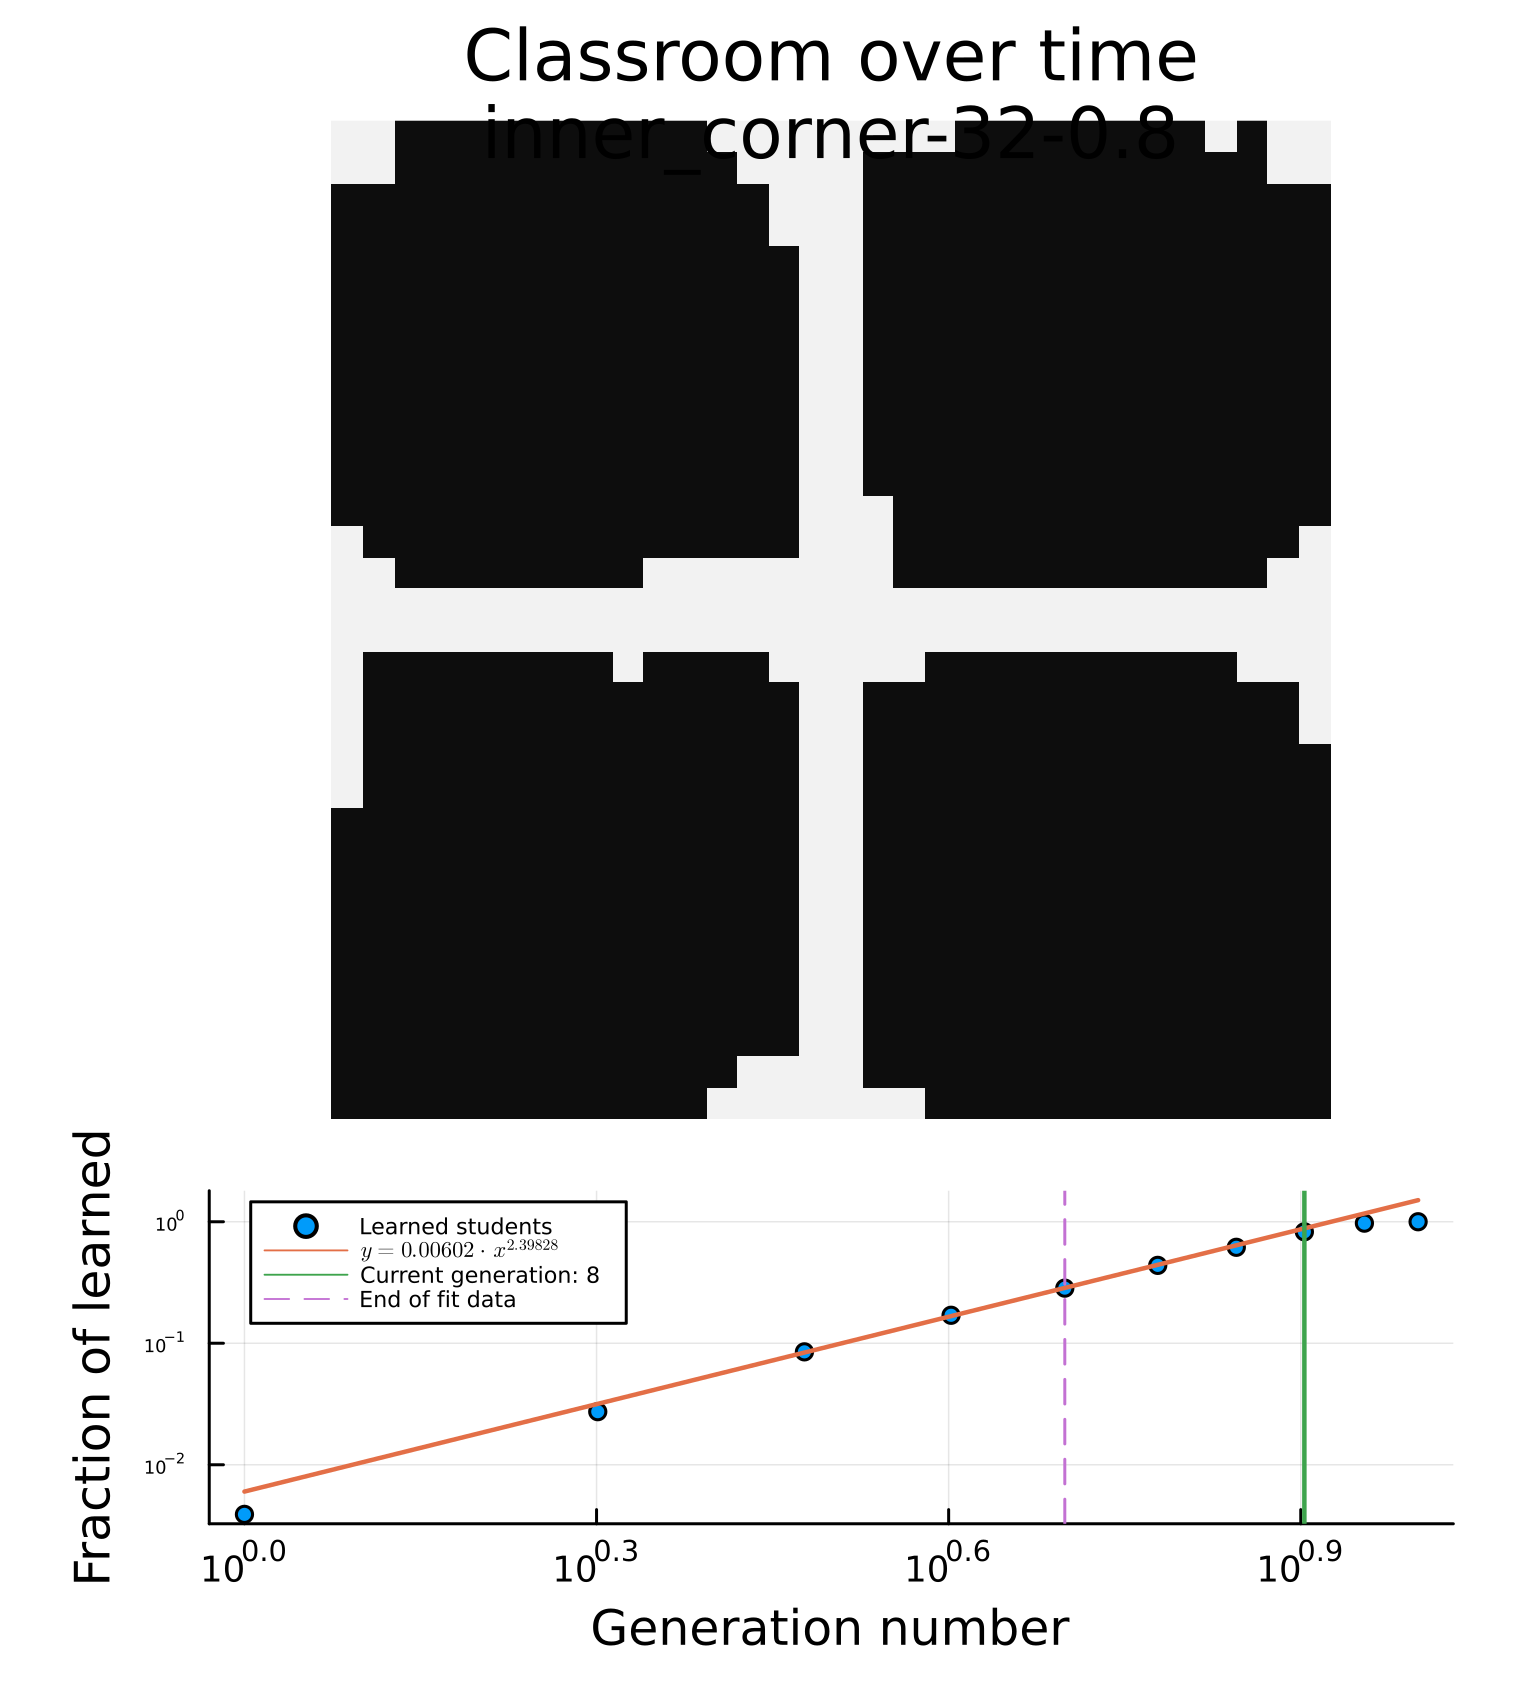 Classroom over time
inner_corner-32-0.8
Fraction of learned
10^0
10^−1
10^−2
Learned students
y = 0.00602 · x^2.39828
Current generation: 8
End of fit data
10^0.0 10^0.3 10^0.6 10^0.9
Generation number